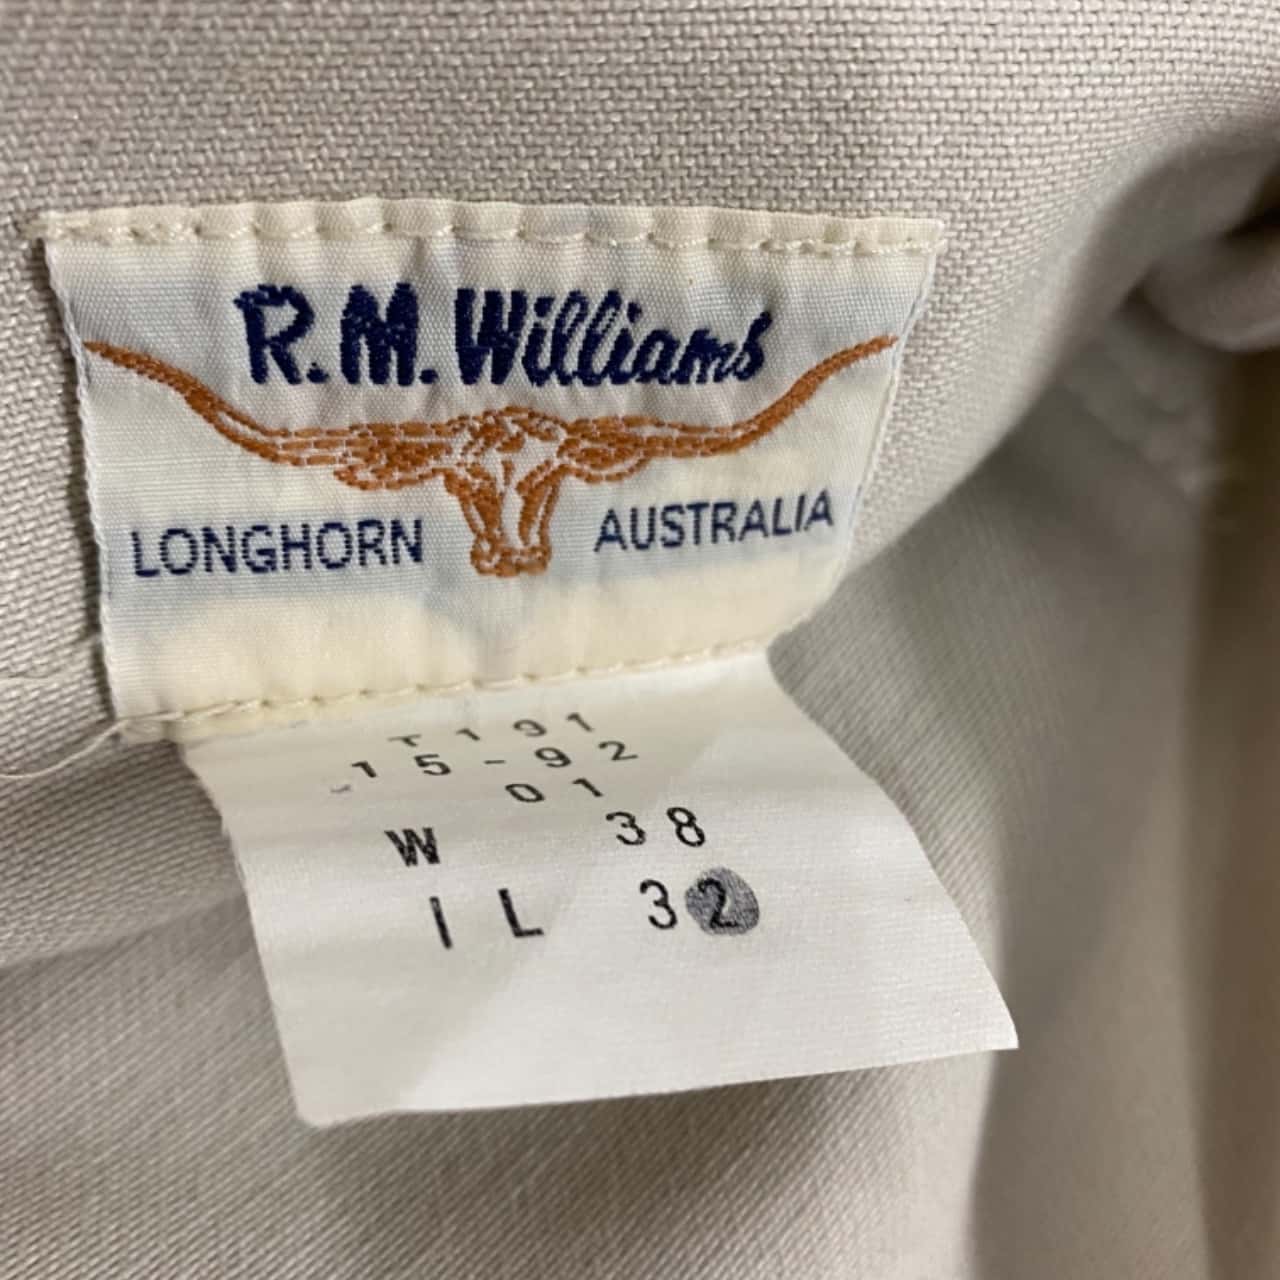 R.M. Williams
LONGHORN AUSTRALIA
T191
15-92
01
W 38
IL 32